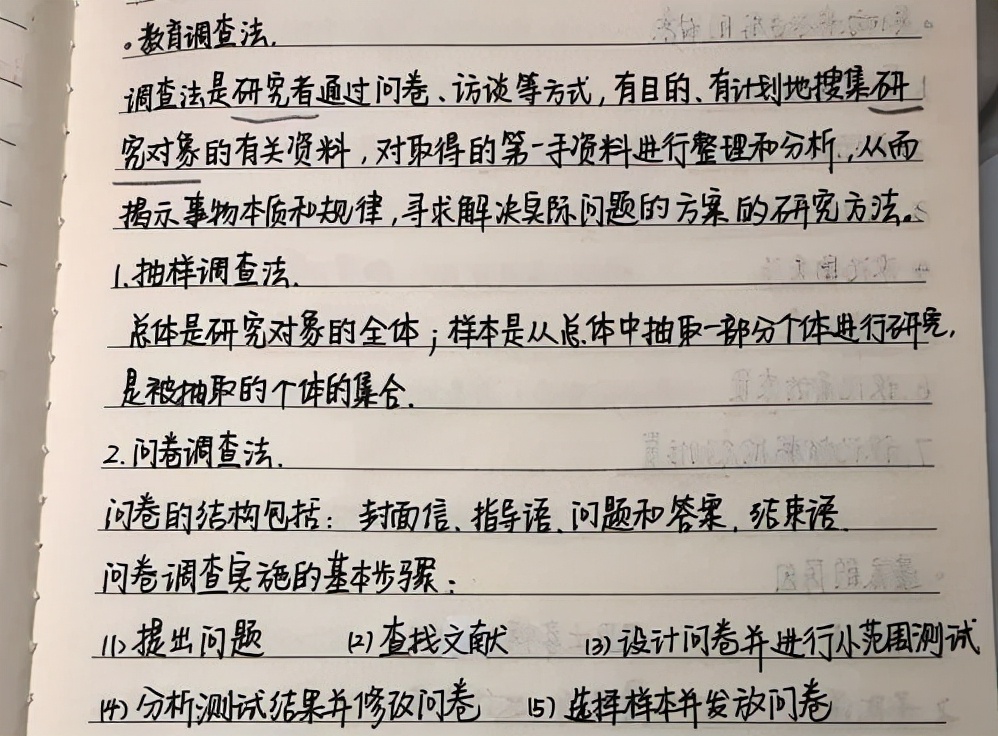 。教育调查法.
调查法是研究者通过问卷、访谈等方式,有目的、有计划地搜集研
究对象的有关资料,对取得的第一手资料进行整理和分析.,从而
揭示事物本质和规律,寻求解决实际问题的方案的研究方法。
1.抽样调查法.
总体是研究对象的全体;样本是从总体中抽取一部分个体进行研究,
是被抽取的个体的集合.
2.问卷调查法.
问卷的结构包括:封面信、指导语、问题和答案、结束语.
问卷调查实施的基本步骤:
(1)提出问题 (2)查找文献 (3)设计问卷并进行小范围测试
(4)分析测试结果并修改问卷 (5)选择样本并发放问卷